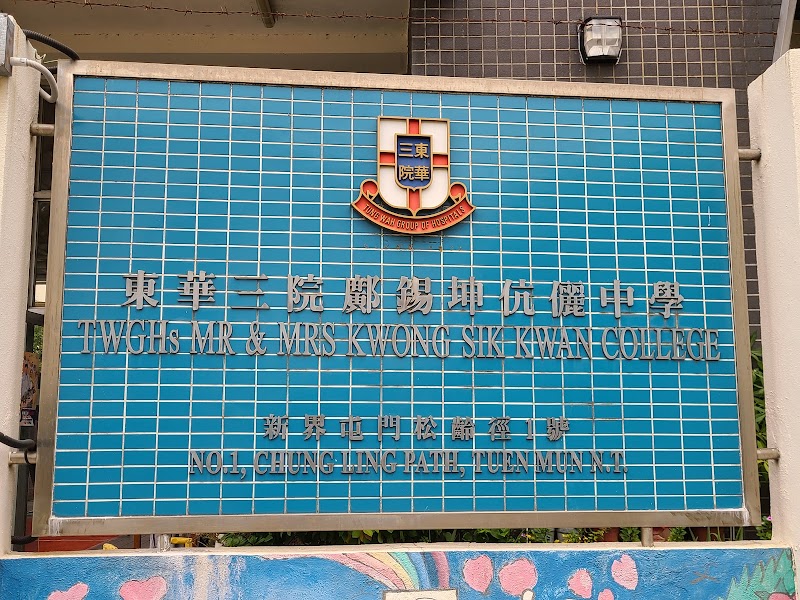 三東
院華
TUNG WAH GROUP OF HOSPITALS
東華三院鄺錫坤伉儷中學
TWGHs MR & MRS KWONG SIK KWAN COLLEGE
新界屯門松齡徑1號
NO.1, CHUNG LING PATH, TUEN MUN N.T.